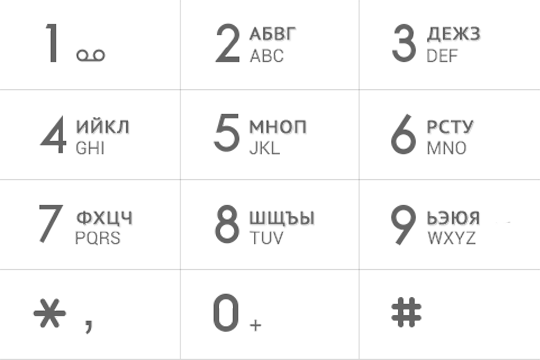 1
2 АБВГ
ABC
3 ДЕЖЗ
DEF
4 ИЙКЛ
GHI
5 МНОП
JKL
6 РСТУ
MNO
7 ФХЦЧ
PQRS
8 ШЩЪЫ
TUV
9 ЬЭЮЯ
WXYZ
* ,
0 +
#